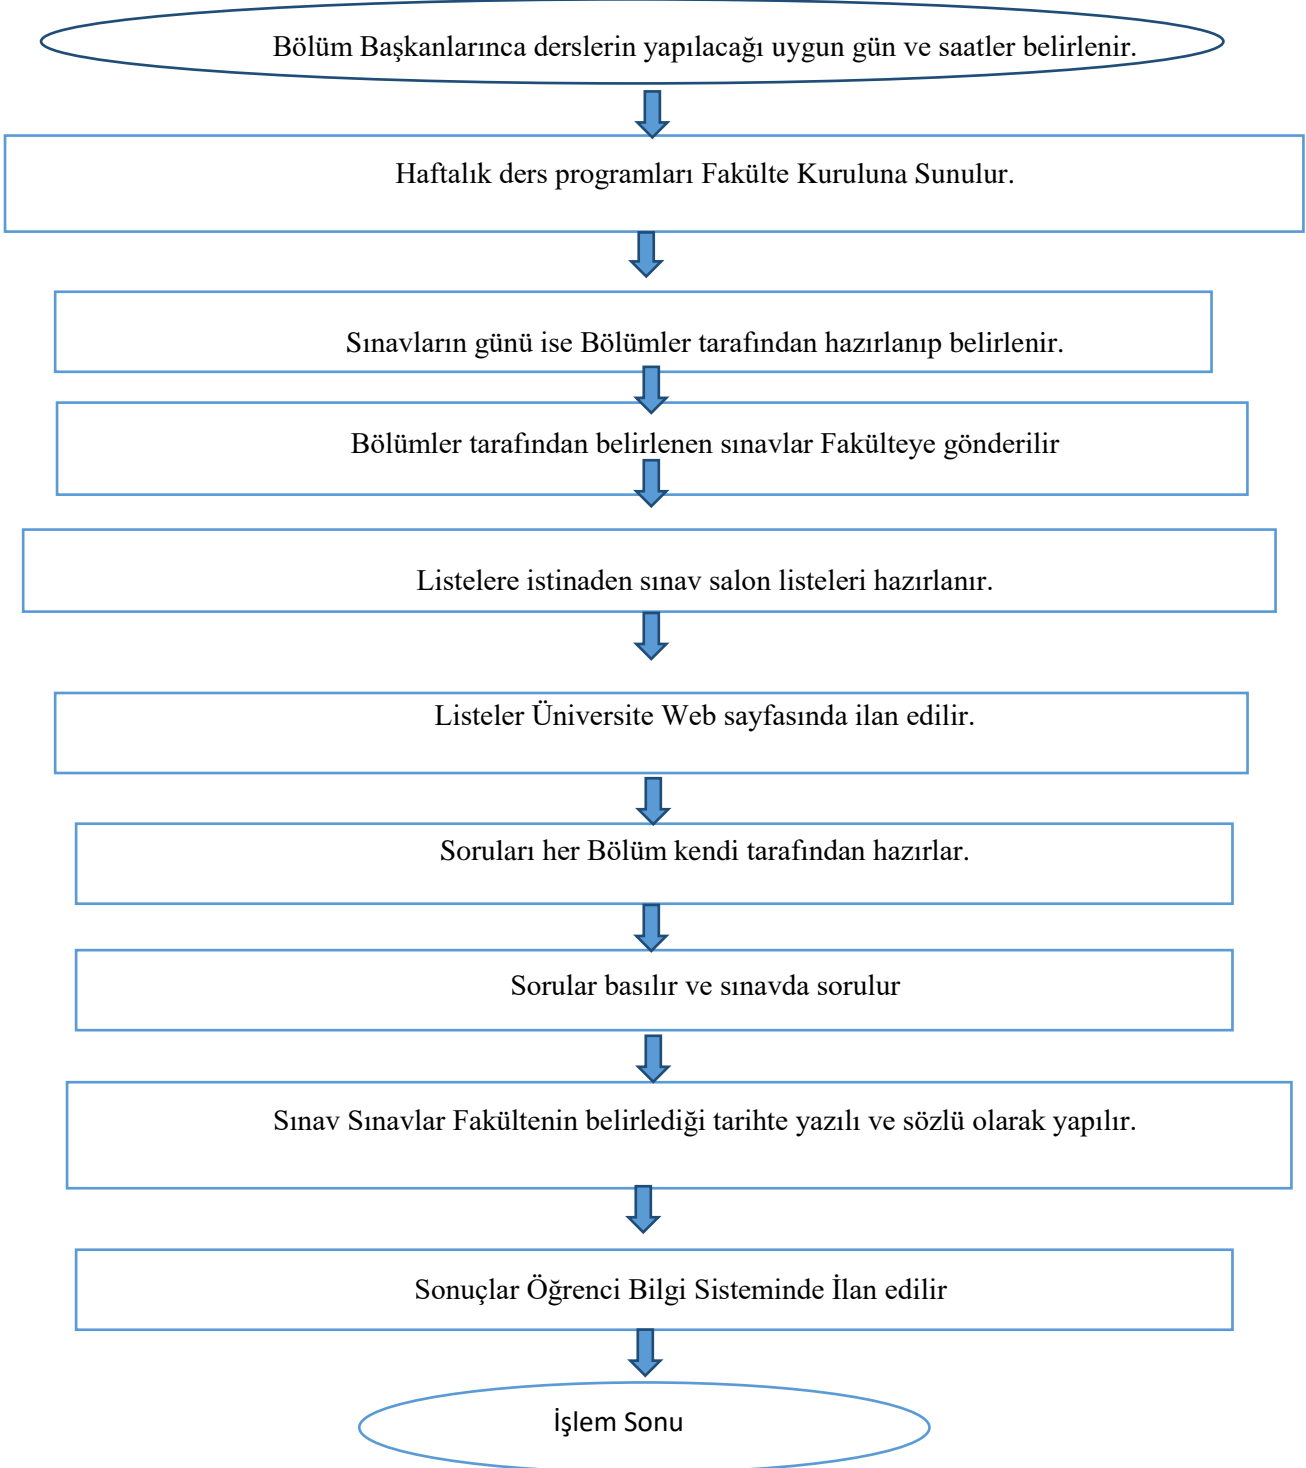 Bölüm Başkanlarınca derslerin yapılacağı uygun gün ve saatler belirlenir.
Haftalık ders programları Fakülte Kuruluna Sunulur.
Sınavların günü ise Bölümler tarafından hazırlanıp belirlenir.
Bölümler tarafından belirlenen sınavlar Fakülteye gönderilir
Listelere istinaden sınav salon listeleri hazırlanır.
Listeler Üniversite Web sayfasında ilan edilir.
Soruları her Bölüm kendi tarafından hazırlar.
Sorular basılır ve sınavda sorulur
Sınav Sınavlar Fakültenin belirlediği tarihte yazılı ve sözlü olarak yapılır.
Sonuçlar Öğrenci Bilgi Sisteminde İlan edilir
İşlem Sonu